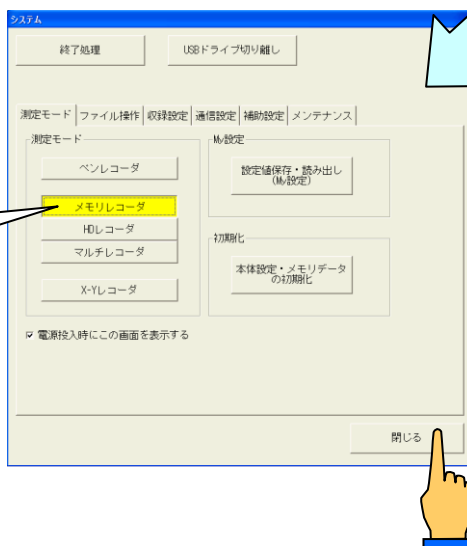 システム
終了処理
USBドライブ切り離し
測定モード
ファイル操作
収録設定
通信設定
補助設定
メンテナンス
測定モード
ペンレコーダ
メモリレコーダ
HDレコーダ
マルチレコーダ
X-Yレコーダ
My設定
設定値保存・読み出し
(My設定)
初期化
本体設定・メモリデータ
の初期化
電源投入時にこの画面を表示する
閉じる